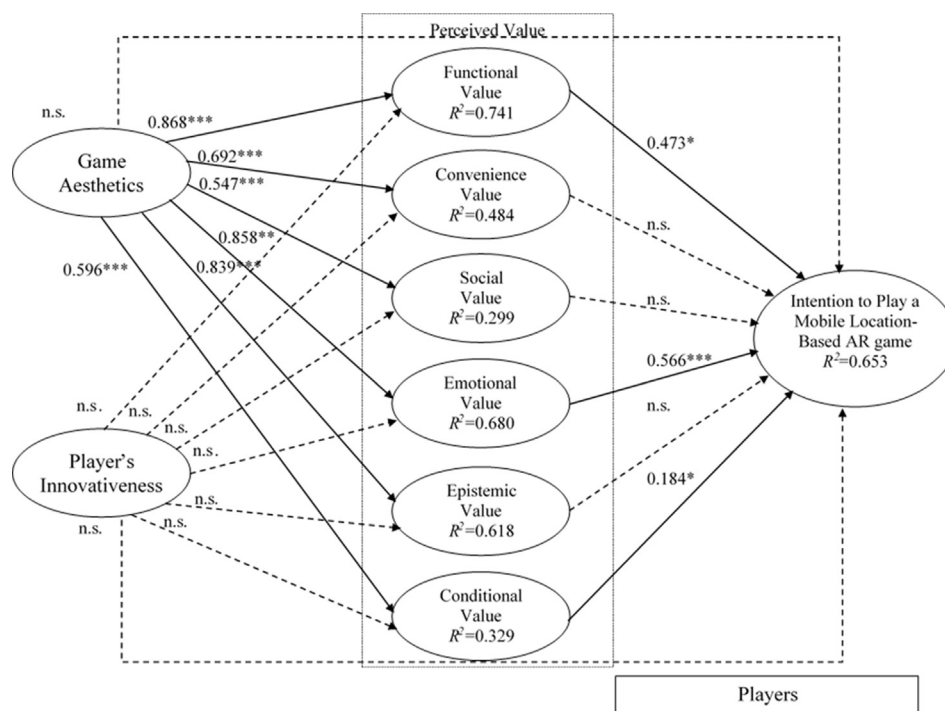 Perceived Value
Functional
Value
R²=0.741
n.s.
0.868***
0.473*
Game
Aesthetics
0.692***
0.547***
Convenience
Value
R²=0.484
n.s.
0.858**
0.839***
0.596***
Social
Value
R²=0.299
n.s.
Intention to Play a
Mobile Location-
Based AR game
R²=0.653
Emotional
Value
R²=0.680
0.566***
n.s.
n.s.
n.s.
n.s.
n.s.
Player's
Innovativeness
0.184*
Epistemic
Value
R²=0.618
n.s.
n.s.
n.s.
Conditional
Value
R²=0.329
Players